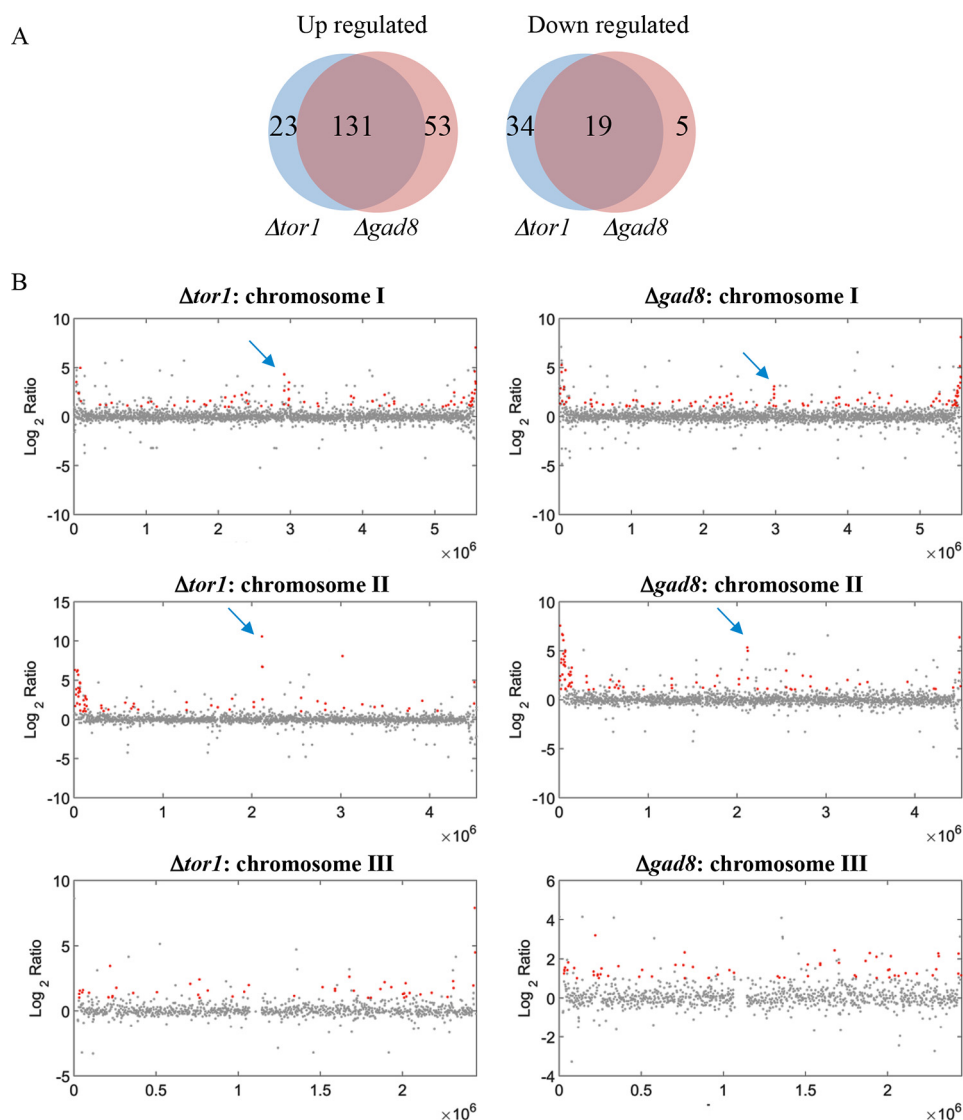 A
Up regulated
Down regulated
23 131 53
34 19 5
Δtor1 Δgad8
Δtor1 Δgad8
B
Δtor1: chromosome I
10
5
0
-5
-10
Log 2 Ratio
0 1 2 3 4 5
×10 6
Δgad8: chromosome I
10
5
0
-5
-10
Log 2 Ratio
0 1 2 3 4 5
×10 6
Δtor1: chromosome II
15
10
5
0
-5
-10
Log 2 Ratio
0 1 2 3 4
×10 6
Δgad8: chromosome II
10
5
0
-5
-10
Log 2 Ratio
0 1 2 3 4
×10 6
Δtor1: chromosome III
10
5
0
-5
Log 2 Ratio
0 0.5 1 1.5 2
×10 6
Δgad8: chromosome III
6
4
2
0
-2
-4
Log 2 Ratio
0 0.5 1 1.5 2
×10 6